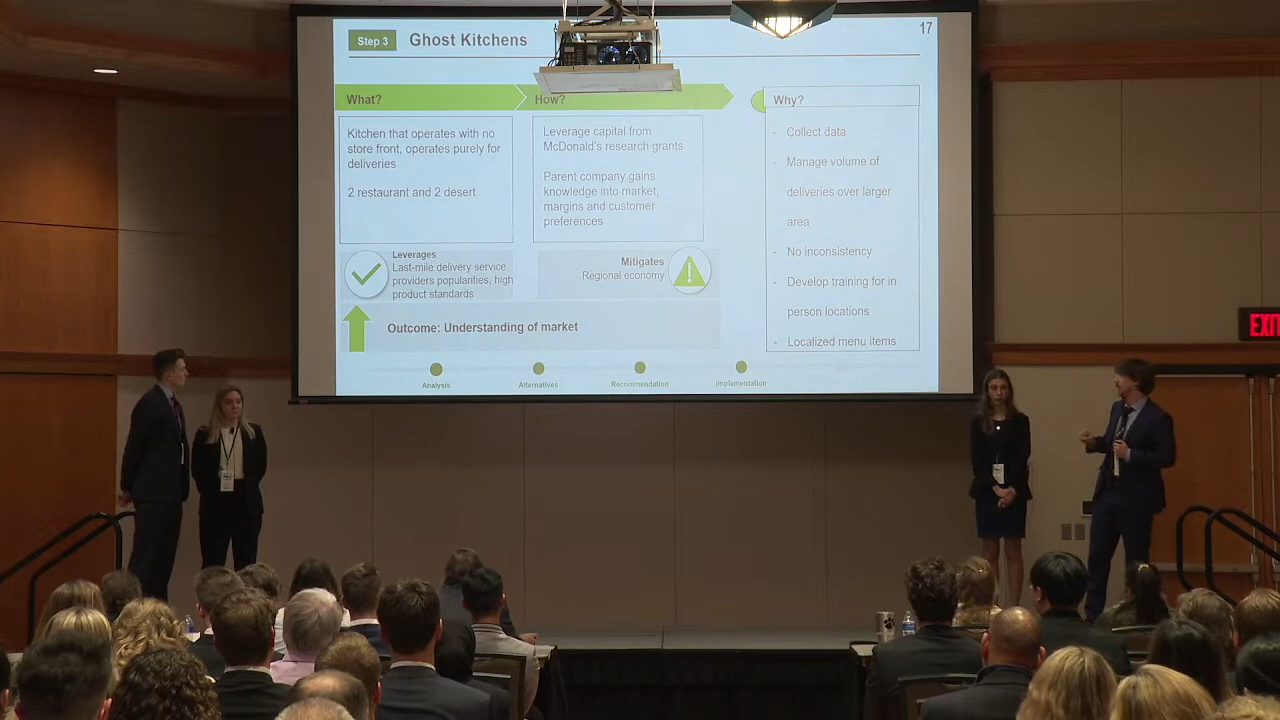 Step 3
Ghost Kitchens
17
What?
How?
Why?
Kitchen that operates with no
store front, operates purely for
deliveries
2 restaurant and 2 desert
Leverage capital from
McDonald's research grants
Parent company gains
knowledge into market,
margins and customer
preferences
- Collect data
- Manage volume of
deliveries over larger
area
- No inconsistency
- Develop training for in
person locations
- Localized menu items
Leverages
Last-mile delivery service
providers popularities, high
product standards
Mitigates
Regional economy
Outcome: Understanding of market
Analysis
Alternatives
Recommendation
Implementation
EXIT